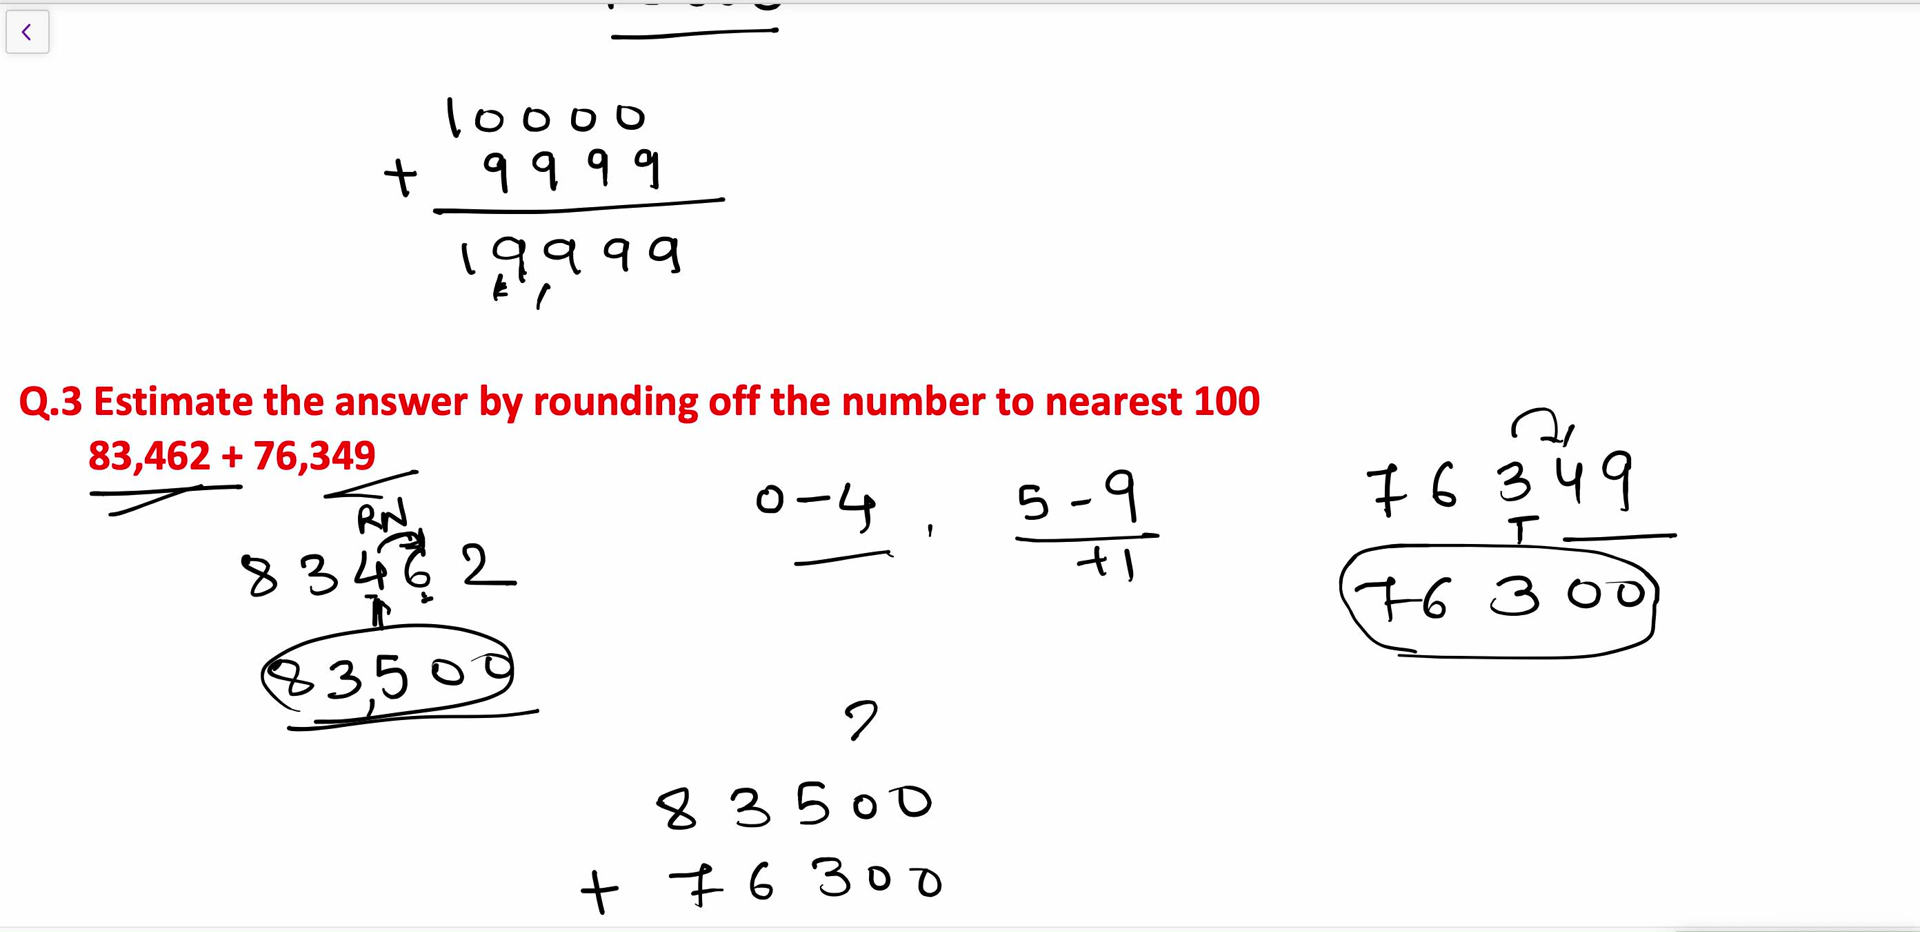 10000
+ 9999
19999
Q.3 Estimate the answer by rounding off the number to nearest 100
83,462 + 76,349
RN
83462
T
83,500
0-4, 5-9
+1
76349
T
76300
?
83500
+ 76300